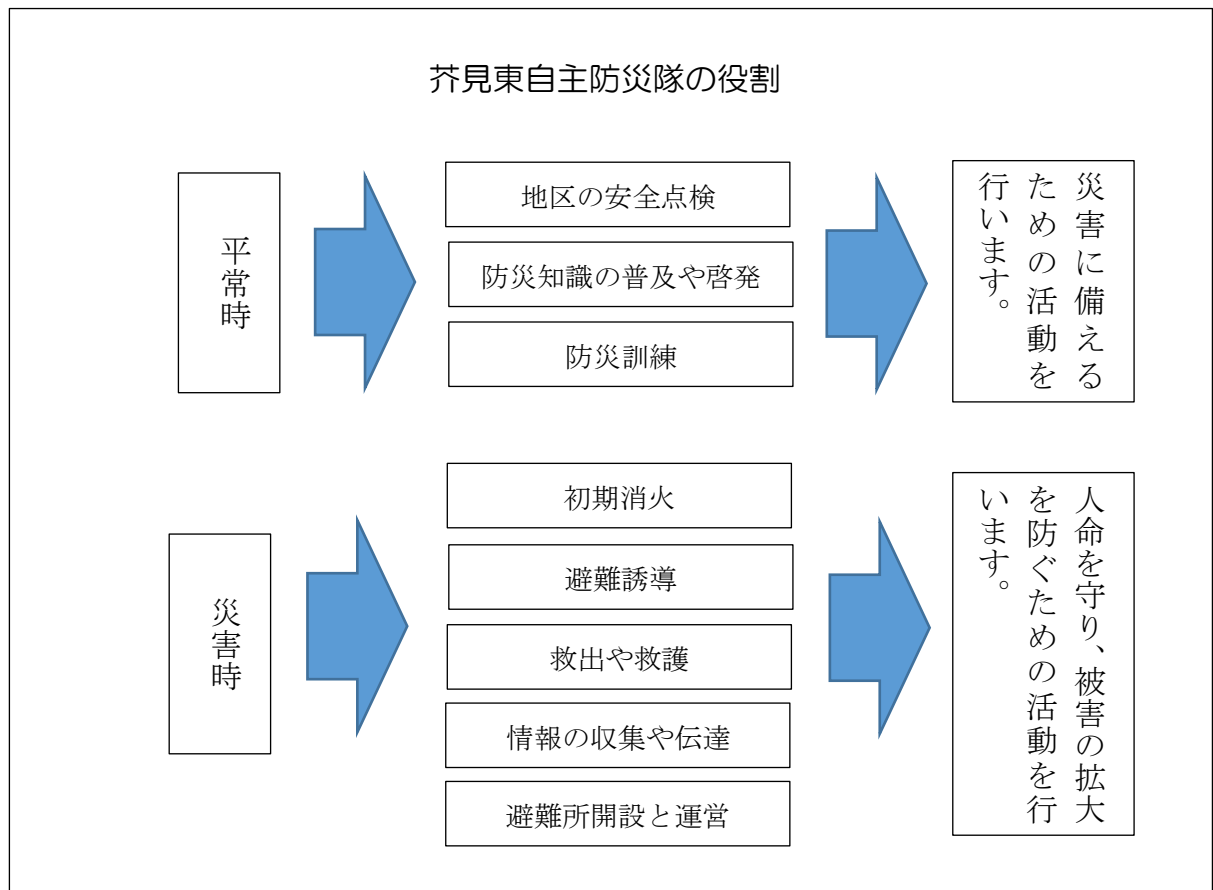 芥見東自主防災隊の役割
平常時
地区の安全点検
防災知識の普及や啓発
防災訓練
災害に備える
ための活動を
行います。
災害時
初期消火
避難誘導
救出や救護
情報の収集や伝達
避難所開設と運営
人命を守り、被害の拡大
を防ぐための活動を行
います。